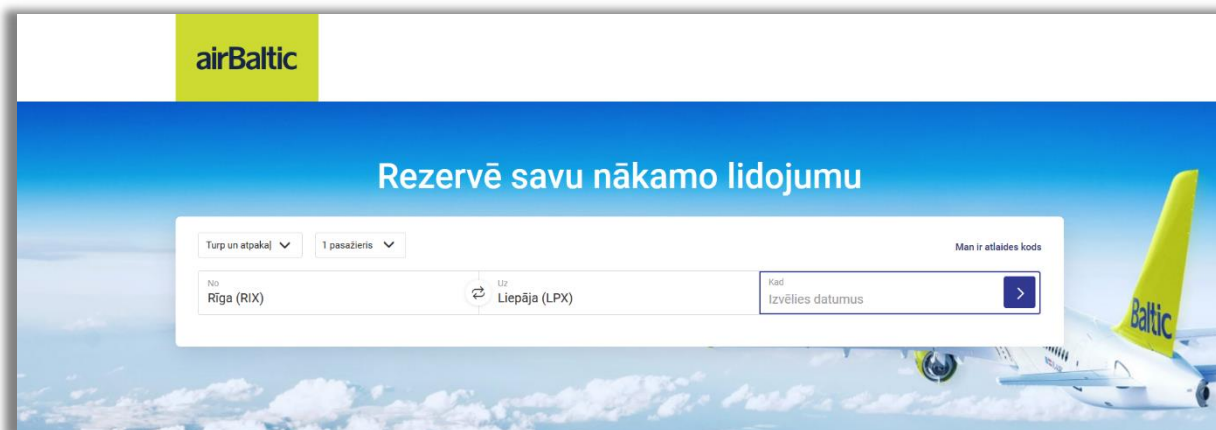 airBaltic
Rezervē savu nākamo lidojumu
Turp un atpakaļ
1 pasažieris
Man ir atlaides kods
No
Rīga (RIX)
Uz
Liepāja (LPX)
Kad
Izvēlies datumus
Baltic